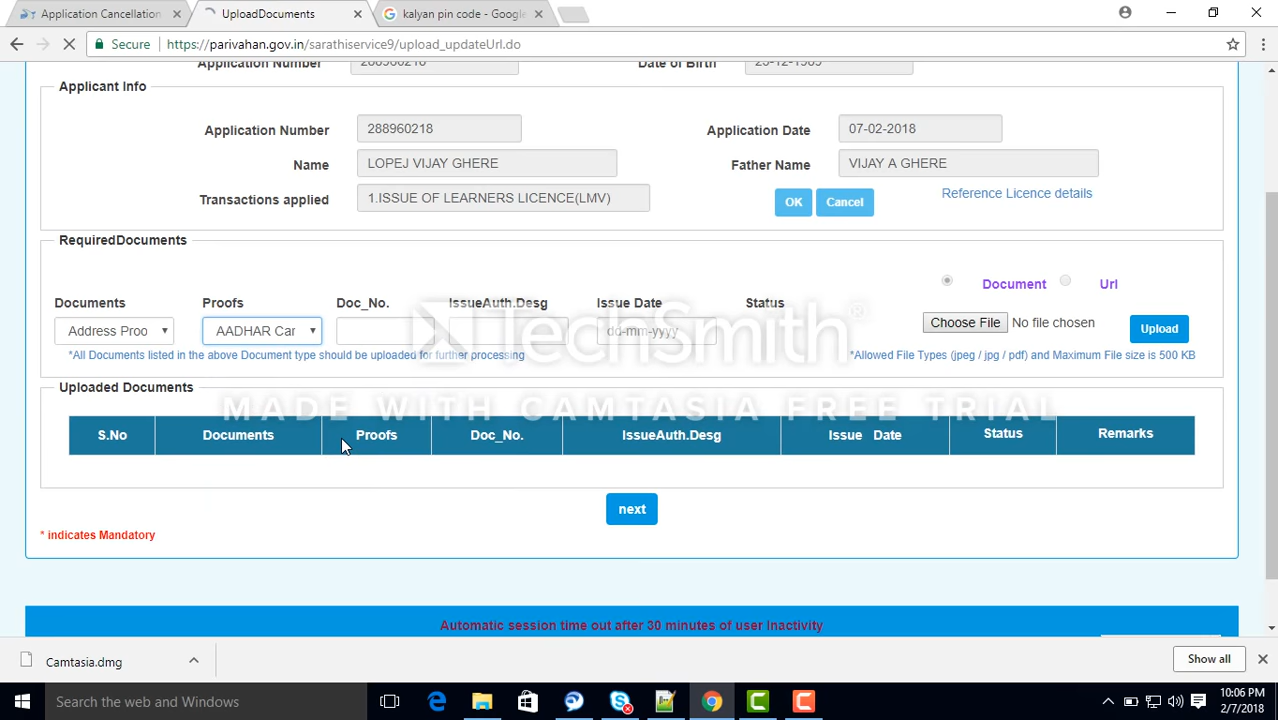 Application Cancellation
UploadDocuments
kalyan pin code - Google
Secure
https://parivahan.gov.in/sarathiservice9/upload_updateUrl.do
Application Number
288960218
Date of Birth
Applicant Info
Application Number
288960218
Application Date
07-02-2018
Name
LOPEJ VIJAY GHERE
Father Name
VIJAY A GHERE
Transactions applied
1.ISSUE OF LEARNERS LICENCE(LMV)
OK
Cancel
Reference Licence details
RequiredDocuments
Document
Url
Documents
Proofs
Doc_No.
IssueAuth.Desg
Issue Date
Status
Address Proo
AADHAR Car
dd-mm-yyyy
Choose File
No file chosen
Upload
*All Documents listed in the above Document type should be uploaded for further processing
*Allowed File Types (jpeg / jpg / pdf) and Maximum File size is 500 KB
TechSmith®
MADE WITH CAMTASIA FREE TRIAL
Uploaded Documents
S.No
Documents
Proofs
Doc_No.
IssueAuth.Desg
Issue Date
Status
Remarks
next
* indicates Mandatory
Automatic session time out after 30 minutes of user Inactivity
Camtasia.dmg
Show all
Search the web and Windows
10:06 PM
2/7/2018